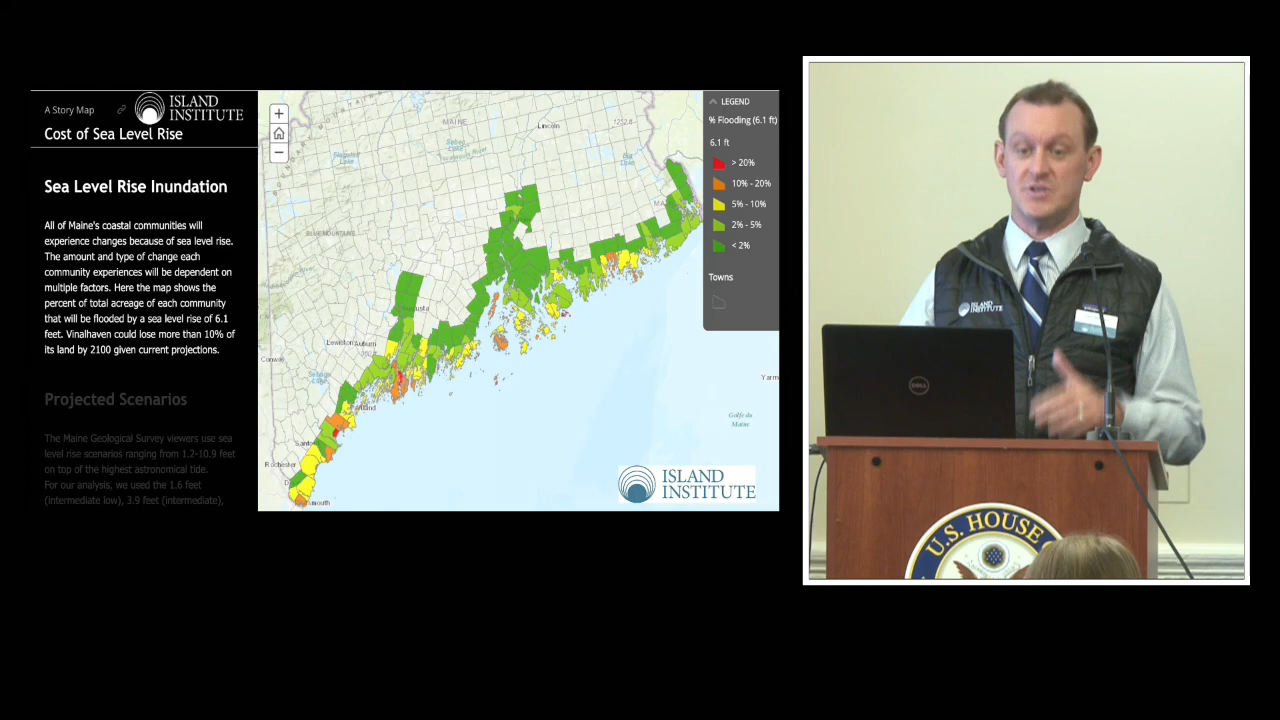 A Story Map
ISLAND
INSTITUTE
Cost of Sea Level Rise
Sea Level Rise Inundation
All of Maine's coastal communities will
experience changes because of sea level rise.
The amount and type of change each
community experiences will be dependent on
multiple factors. Here the map shows the
percent of total acreage of each community
that will be flooded by a sea level rise of 6.1
feet. Vinalhaven could lose more than 10% of
its land by 2100 given current projections.
Projected Scenarios
The Maine Geological Survey viewers use sea
level rise scenarios ranging from 1.2-10.9 feet
on top of the highest astronomical tide.
For our analysis, we used the 1.6 feet
(intermediate low), 3.9 feet (intermediate),
+
−
MAINE
Lincoln
BLUE MOUNTAINS
Lewiston Auburn
Rochester
Golfo du
Maine
LEGEND
% Flooding (6.1 ft)
6.1 ft
> 20%
10% - 20%
5% - 10%
2% - 5%
< 2%
Towns
ISLAND
INSTITUTE
ISLAND
INSTITUTE
DELL
U.S. HOUSE